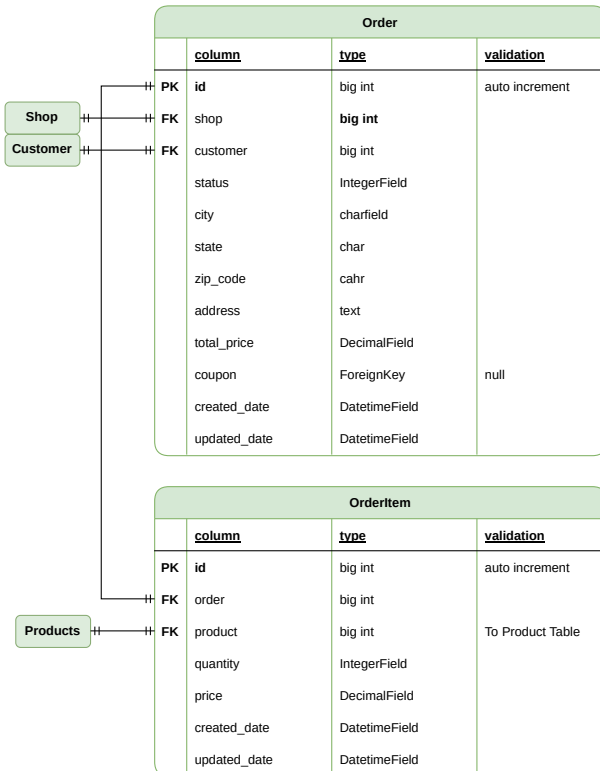 Order
column type validation
PK id big int auto increment
Shop FK shop big int
Customer FK customer big int
status IntegerField
city charfield
state char
zip_code cahr
address text
total_price DecimalField
coupon ForeignKey null
created_date DatetimeField
updated_date DatetimeField
OrderItem
column type validation
PK id big int auto increment
FK order big int
Products FK product big int To Product Table
quantity IntegerField
price DecimalField
created_date DatetimeField
updated_date DatetimeField